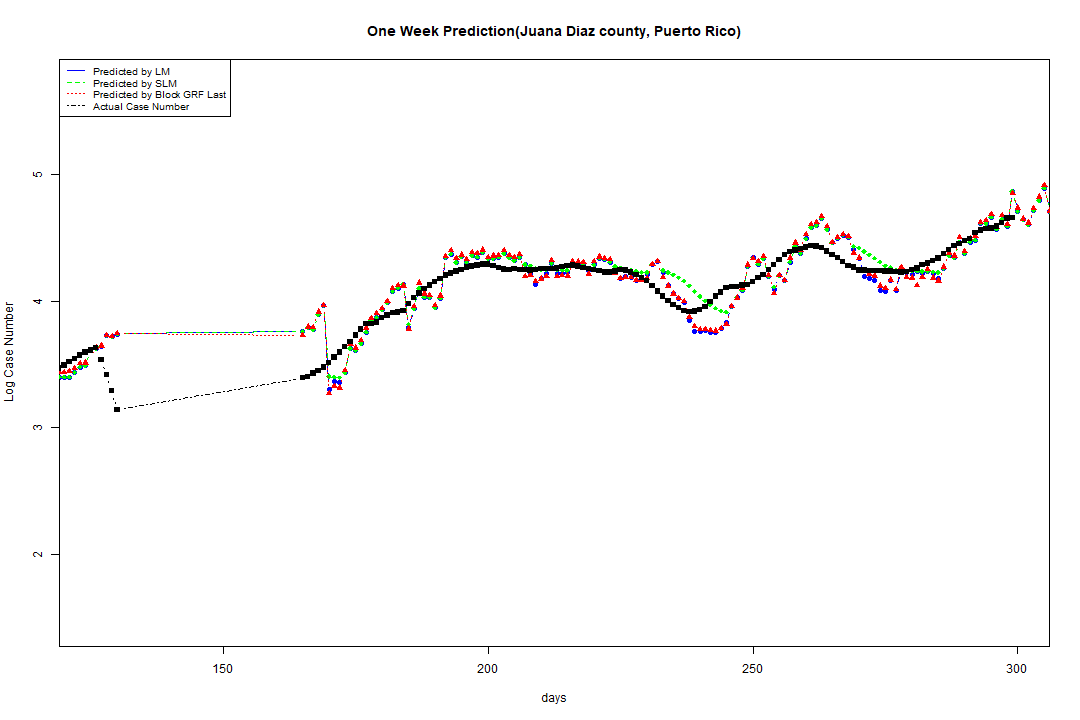 One Week Prediction(Juana Diaz county, Puerto Rico)
Predicted by LM
Predicted by SLM
Predicted by Block GRF Last
Actual Case Number
5
4
3
2
Log Case Number
150 200 250 300
days